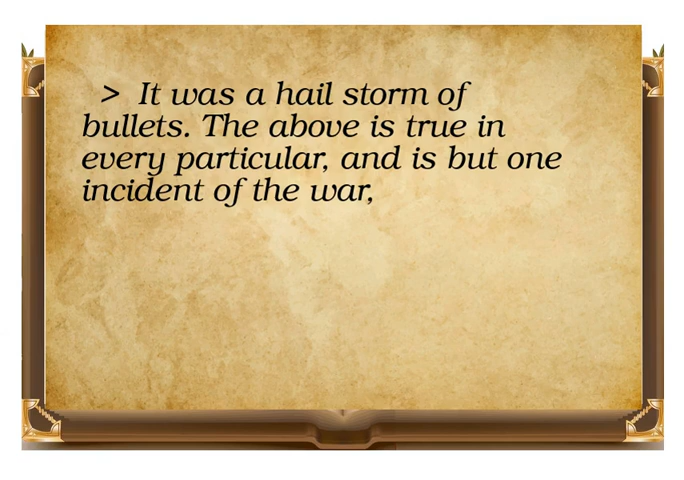 > It was a hail storm of
bullets. The above is true in
every particular, and is but one
incident of the war,